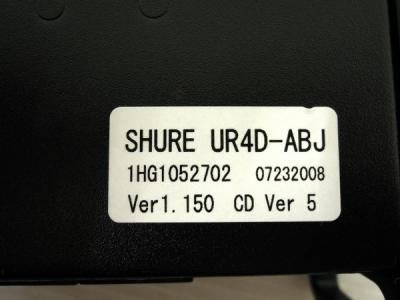 SHURE UR4D-ABJ
1HG1052702 07232008
Ver1.150 CD Ver 5